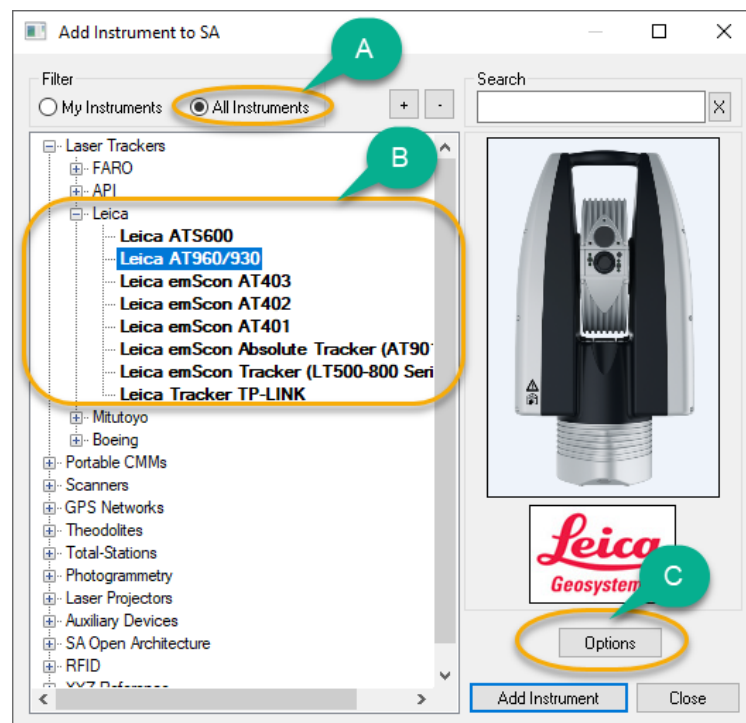 Add Instrument to SA
A
Filter
My Instruments
All Instruments
+
-
Search
X
B
Laser Trackers
FARO
API
Leica
Leica ATS600
Leica AT960/930
Leica emScon AT403
Leica emScon AT402
Leica emScon AT401
Leica emScon Absolute Tracker (AT901
Leica emScon Tracker (LT500-800 Seri
Leica Tracker TP-LINK
Mitutoyo
Boeing
Portable CMMs
Scanners
GPS Networks
Theodolites
Total-Stations
Photogrammetry
Laser Projectors
Auxiliary Devices
SA Open Architecture
RFID
XYZ Reference
Leica
Geosystem
C
Options
Add Instrument
Close